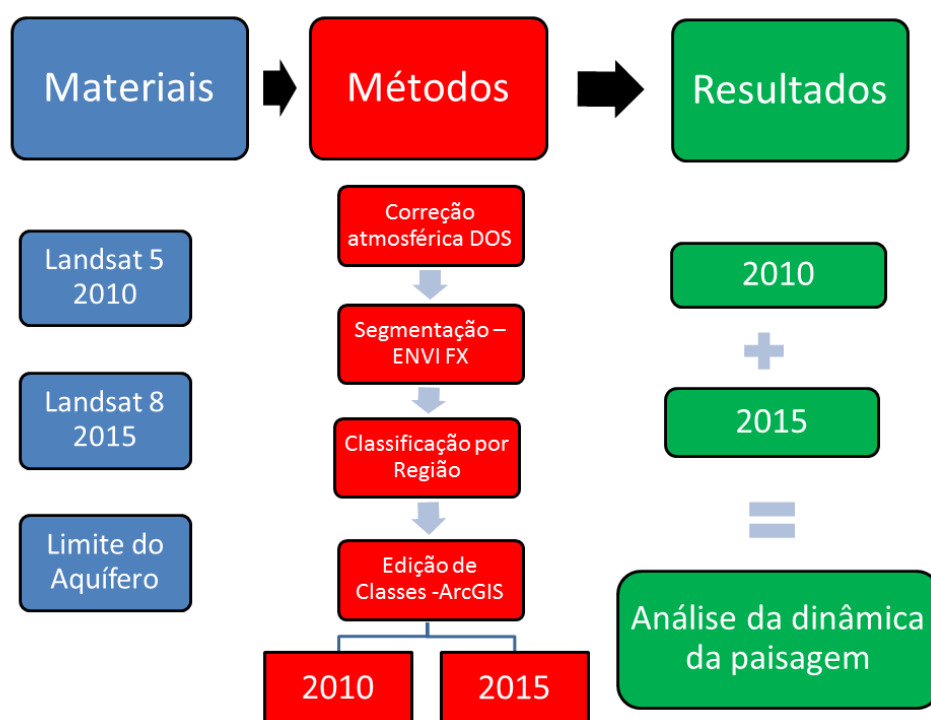 Materiais
Métodos
Resultados
Landsat 5
2010
Landsat 8
2015
Limite do
Aquífero
Correção
atmosférica DOS
Segmentação –
ENVI FX
Classificação por
Região
Edição de
Classes -ArcGIS
2010
2015
2010
2015
Análise da dinâmica
da paisagem